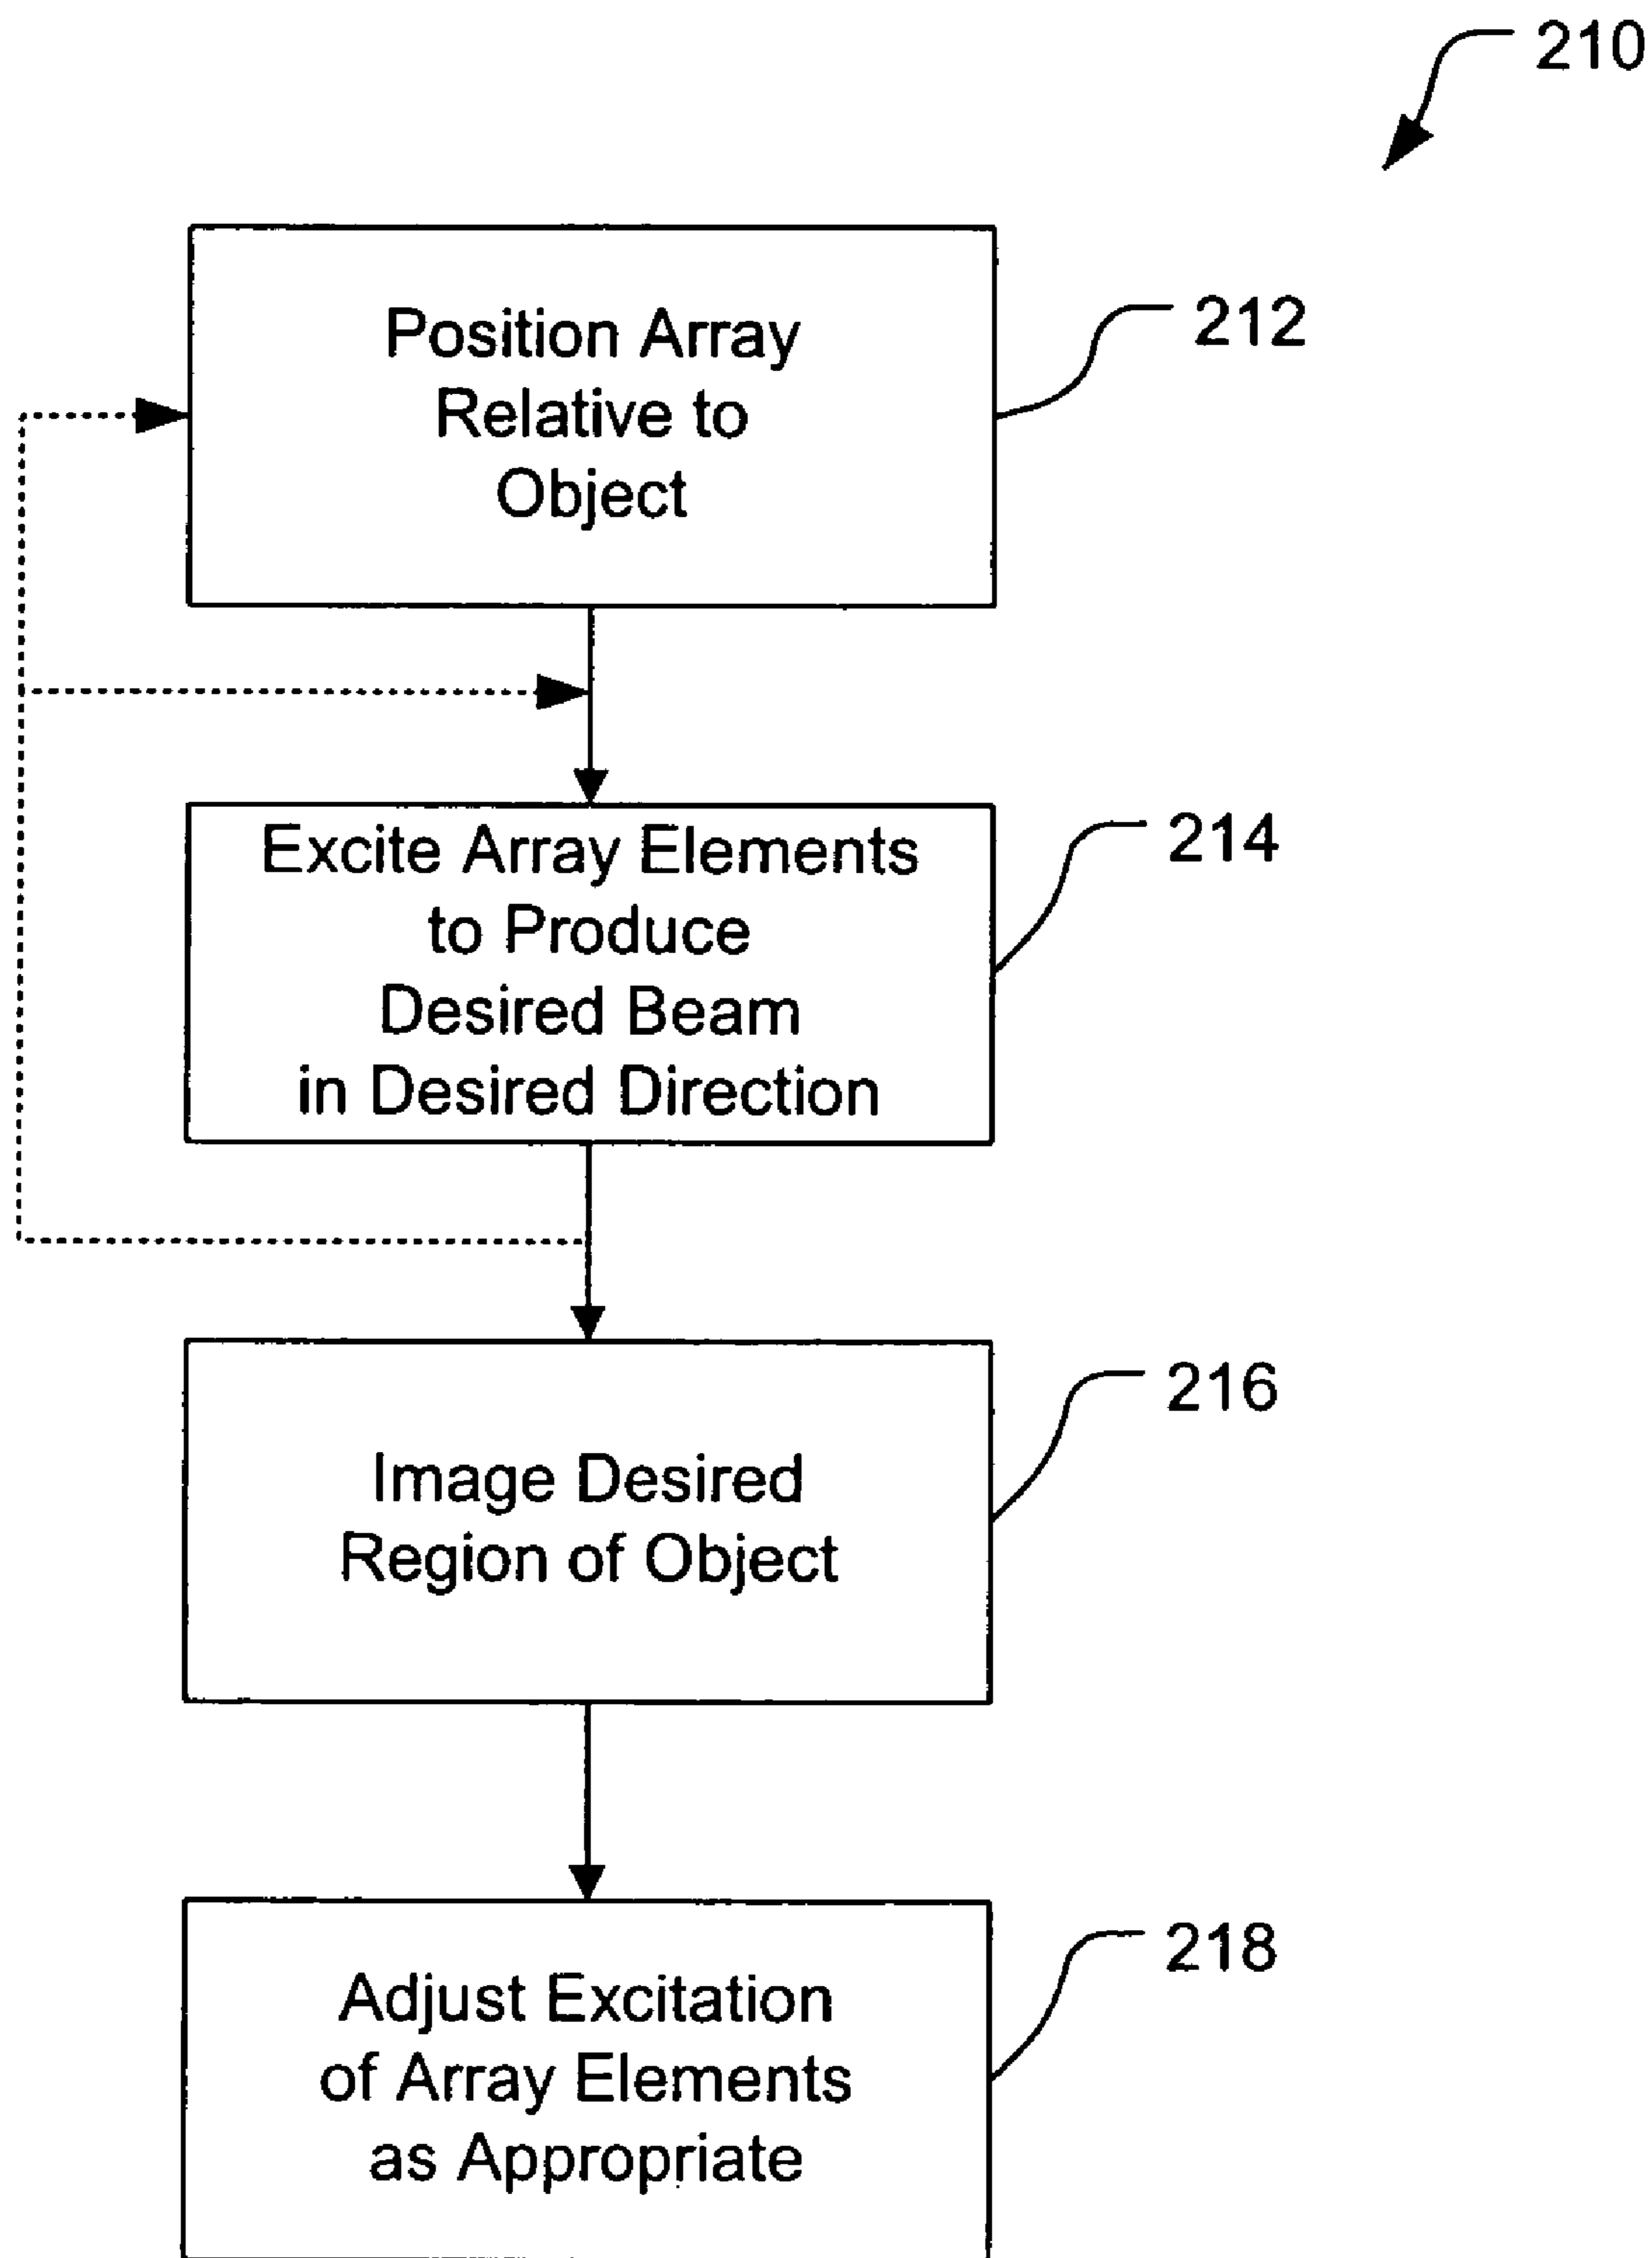 210
Position Array
Relative to
Object
212
Excite Array Elements
to Produce
Desired Beam
in Desired Direction
214
Image Desired
Region of Object
216
Adjust Excitation
of Array Elements
as Appropriate
218